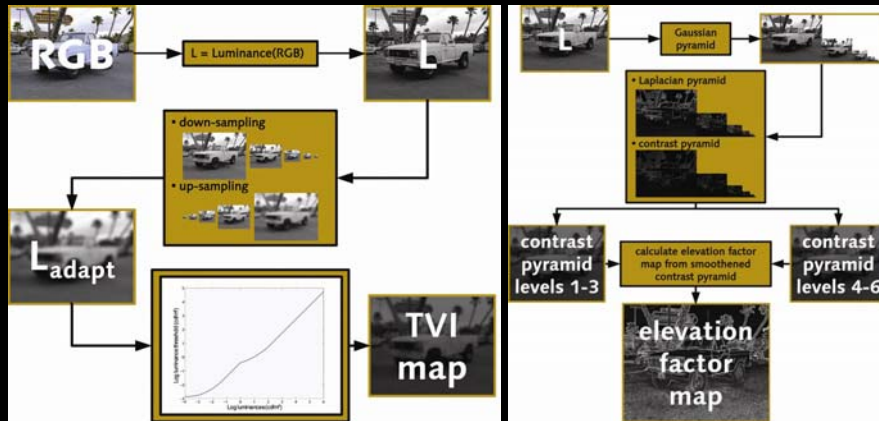 RGB
L = Luminance(RGB)
L
• down-sampling
• up-sampling
Ladapt
Log luminance threshold (cd/m²)
Log luminances (cd/m²)
TVI
map
L
Gaussian
pyramid
• Laplacian pyramid
• contrast pyramid
contrast
pyramid
levels 1-3
calculate elevation factor
map from smoothened
contrast pyramid
contrast
pyramid
levels 4-6
elevation
factor
map